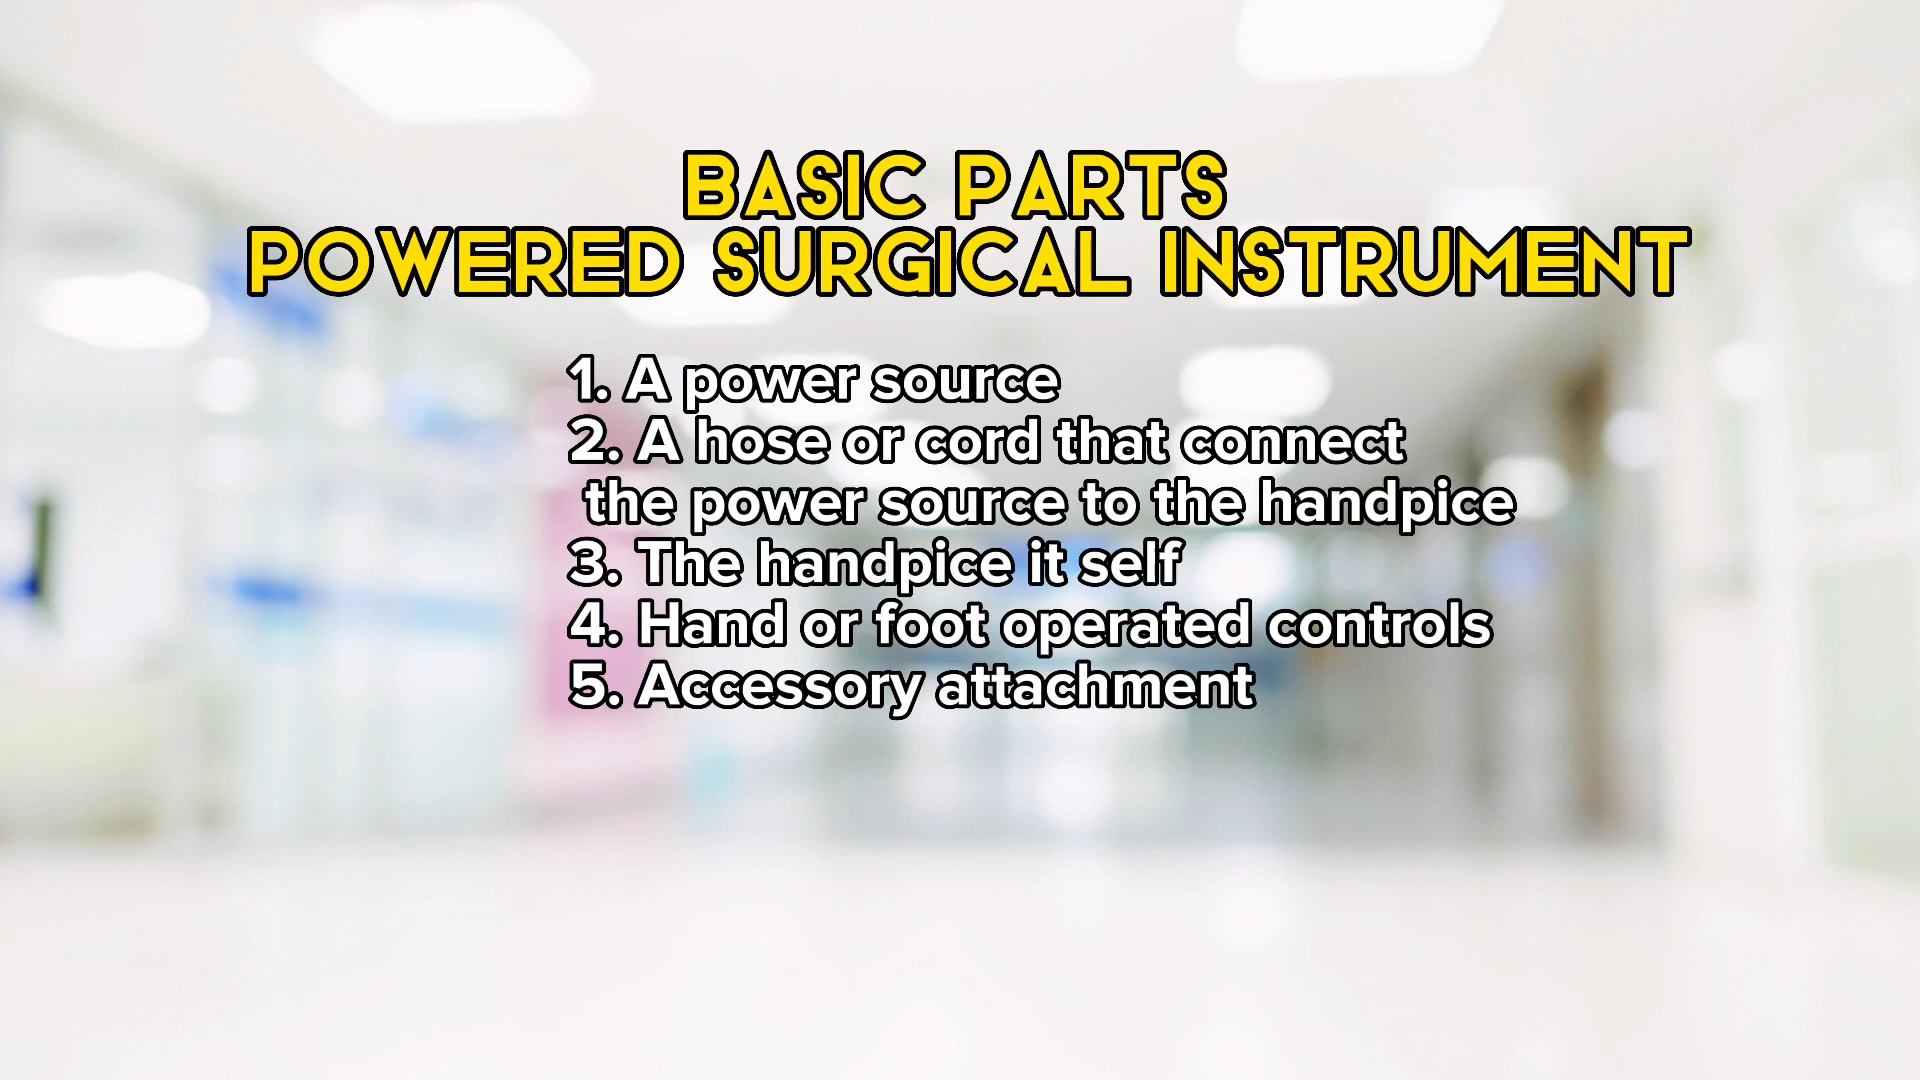 BASIC PARTS
POWERED SURGICAL INSTRUMENT
1. A power source
2. A hose or cord that connect
the power source to the handpice
3. The handpice it self
4. Hand or foot operated controls
5. Accessory attachment